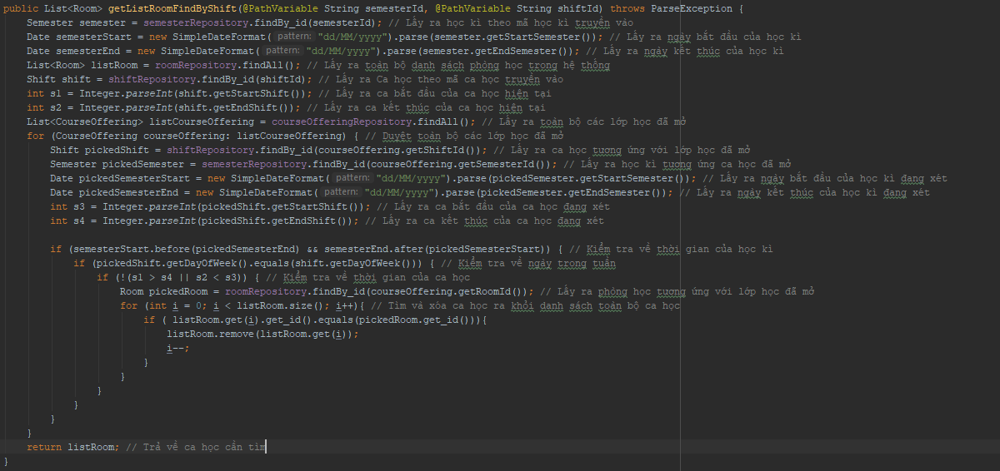 public List<Room> getListRoomFindByShift(@PathVariable String semesterId, @PathVariable String shiftId) throws ParseException {
    Semester semester = semesterRepository.findBy_id(semesterId); // Lấy ra học kì theo mã học kì truyền vào
    Date semesterStart = new SimpleDateFormat( pattern: "dd/MM/yyyy").parse(semester.getStartSemester()); // Lấy ra ngày bắt đầu của học kì
    Date semesterEnd = new SimpleDateFormat( pattern: "dd/MM/yyyy").parse(semester.getEndSemester()); // Lấy ra ngày kết thúc của học kì
    List<Room> listRoom = roomRepository.findAll(); // Lấy ra toàn bộ danh sách phòng học trong hệ thống
    Shift shift = shiftRepository.findBy_id(shiftId); // Lấy ra Ca học theo mã ca học truyền vào
    int s1 = Integer.parseInt(shift.getStartShift()); // Lấy ra ca bắt đầu của ca học hiện tại
    int s2 = Integer.parseInt(shift.getEndShift()); // Lấy ra ca kết thúc của ca học hiện tại
    List<CourseOffering> listCourseOffering = courseOfferingRepository.findAll(); // Lấy ra toàn bộ các lớp học đã mở
    for (CourseOffering courseOffering: listCourseOffering) { // Duyệt toàn bộ các lớp học đã mở
        Shift pickedShift = shiftRepository.findBy_id(courseOffering.getShiftId()); // Lấy ra ca học tương ứng với lớp học đã mở
        Semester pickedSemester = semesterRepository.findBy_id(courseOffering.getSemesterId()); // Lấy ra học kì tương ứng ca học đã mở
        Date pickedSemesterStart = new SimpleDateFormat( pattern: "dd/MM/yyyy").parse(pickedSemester.getStartSemester()); // Lấy ra ngày bắt đầu của học kì đang xét
        Date pickedSemesterEnd = new SimpleDateFormat( pattern: "dd/MM/yyyy").parse(pickedSemester.getEndSemester()); // Lấy ra ngày kết thúc của học kì đang xét
        int s3 = Integer.parseInt(pickedShift.getStartShift()); // Lấy ra ca bắt đầu của ca học đang xét
        int s4 = Integer.parseInt(pickedShift.getEndShift()); // Lấy ra ca kết thúc của ca học đang xét

        if (semesterStart.before(pickedSemesterEnd) && semesterEnd.after(pickedSemesterStart)) { // Kiểm tra về thời gian của học kì
            if (pickedShift.getDayOfWeek().equals(shift.getDayOfWeek())) { // Kiểm tra về ngày trong tuần
                if (!(s1 > s4 || s2 < s3)) { // Kiểm tra về thời gian của ca học
                    Room pickedRoom = roomRepository.findBy_id(courseOffering.getRoomId()); // Lấy ra phòng học tương ứng với lớp học đã mở
                    for (int i = 0; i < listRoom.size(); i++){ // Tìm và xóa ca học ra khỏi danh sách toàn bộ ca học
                        if ( listRoom.get(i).get_id().equals(pickedRoom.get_id())){
                            listRoom.remove(listRoom.get(i));
                            i--;
                        }
                    }
                }
            }
        }
    }
    return listRoom; // Trả về ca học cần tìm
}